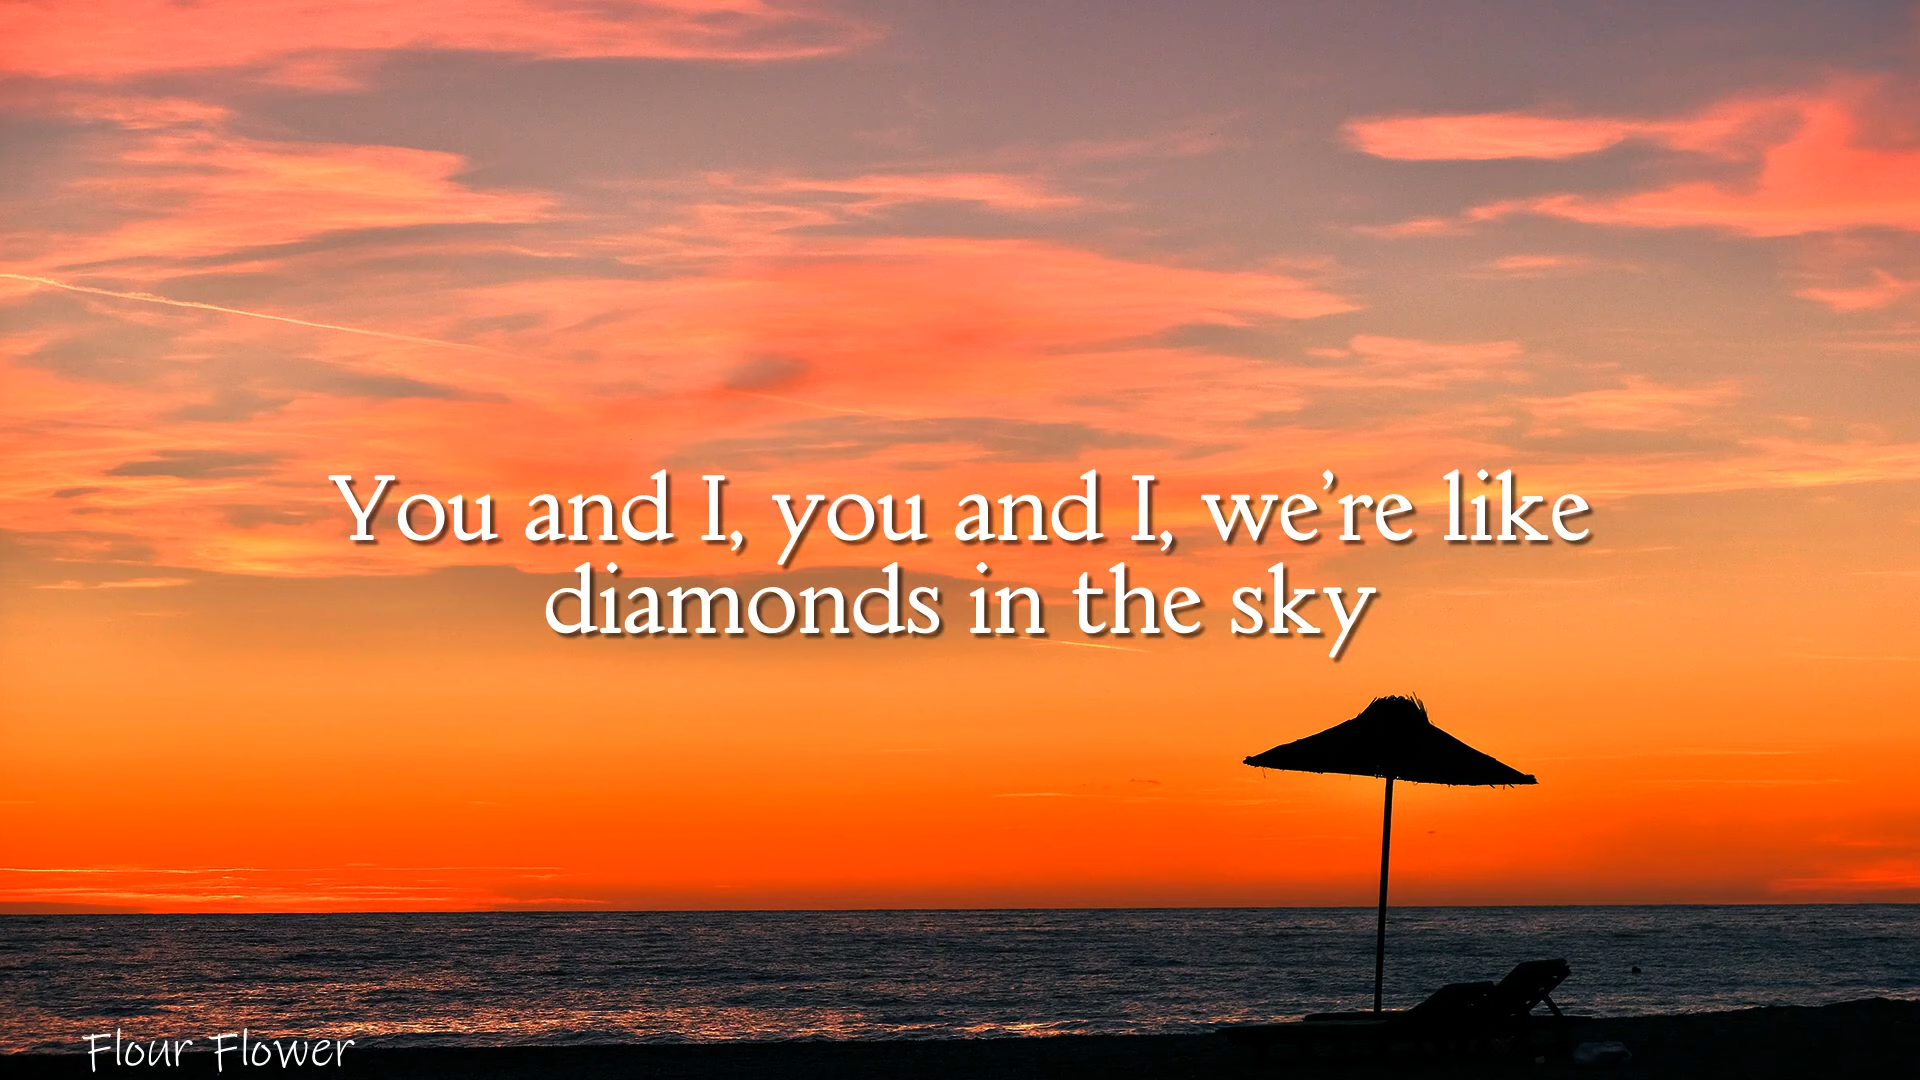 You and I, you and I, we’re like
diamonds in the sky
Flour Flower